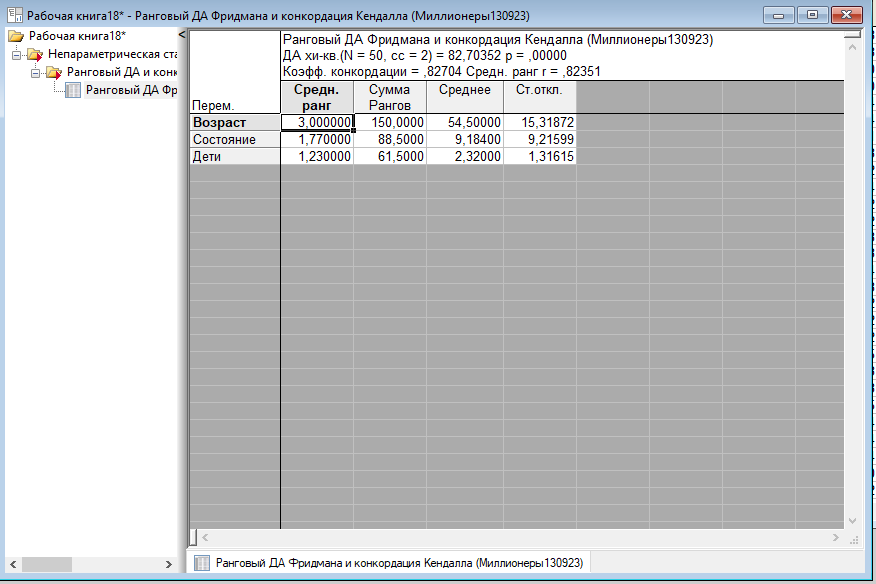 Рабочая книга18* - Ранговый ДА Фридмана и конкордация Кендалла (Миллионеры130923)
Рабочая книга18*
Непараметрическая ста
Ранговый ДА и конк
Ранговый ДА Фр
Ранговый ДА Фридмана и конкордация Кендалла (Миллионеры130923)
ДА хи-кв.(N = 50, сс = 2) = 82,70352 p = ,00000
Коэфф. конкордации = ,82704 Средн. ранг r = ,82351
Перем. Средн. ранг Сумма Рангов Среднее Ст.откл.
Возраст 3,000000 150,0000 54,50000 15,31872
Состояние 1,770000 88,5000 9,18400 9,21599
Дети 1,230000 61,5000 2,32000 1,31615
Ранговый ДА Фридмана и конкордация Кендалла (Миллионеры130923)